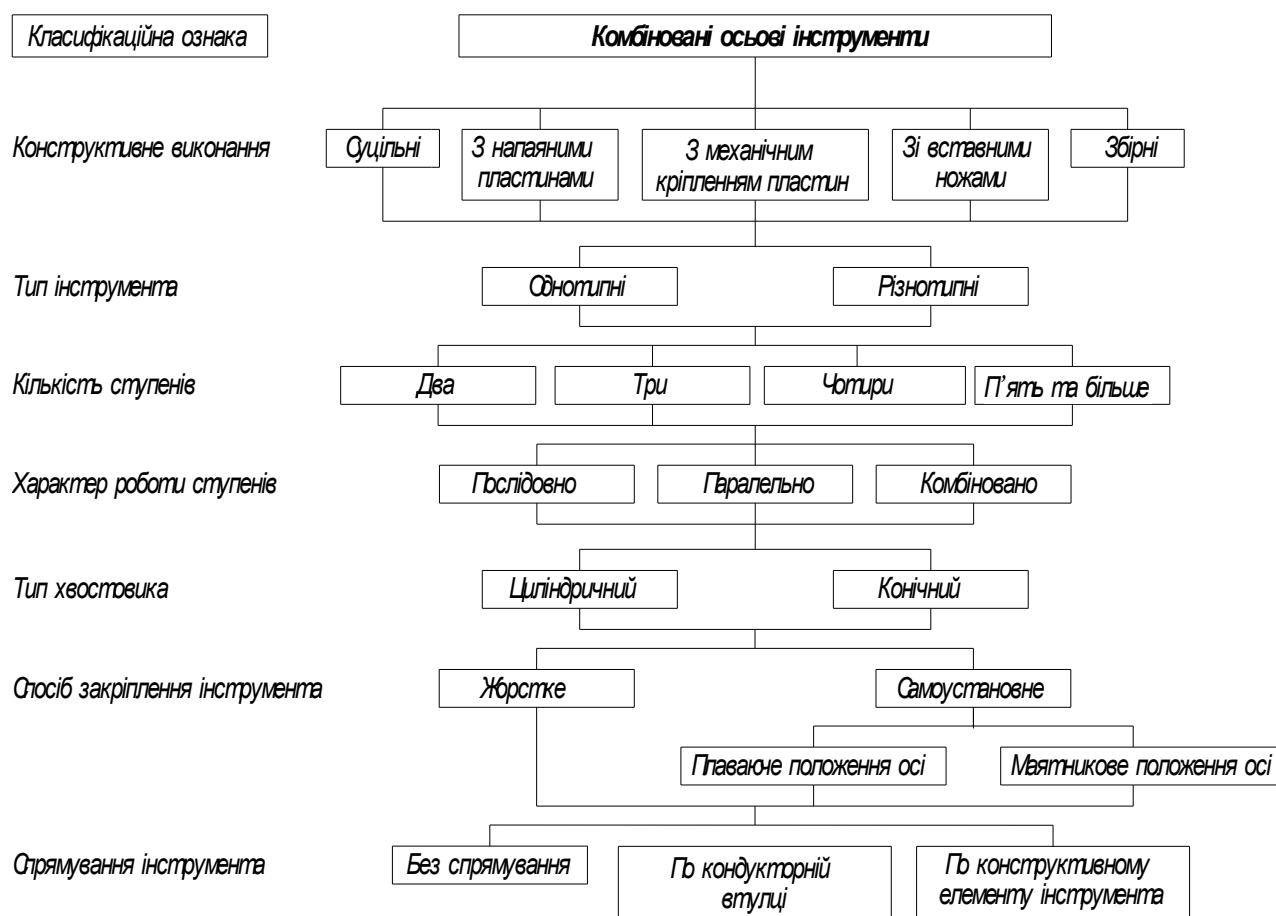 Класифікаційна ознака
Комбіновані осьові інструменти
Конструктивне виконання
Суцільні
З напаяними
пластинами
З механічним
кріпленням пластин
Зі вставними
ножами
Збірні
Тип інструмента
Однотипні
Різнотипні
Кількість ступенів
Два
Три
Чотири
П’ять та більше
Характер роботи ступенів
Послідовно
Паралельно
Комбіновано
Тип хвостовика
Циліндричний
Конічний
Спосіб закріплення інструмента
Жорстке
Самоустановне
Плаваюче положення осі
Маятникове положення осі
Спрямування інструмента
Без спрямування
По кондукторній
втулці
По конструктивному
елементу інструмента